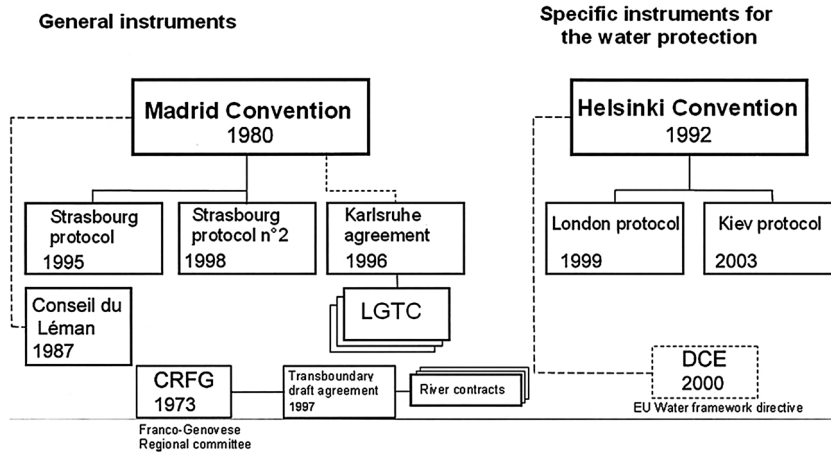 General instruments
Specific instruments for
the water protection
Madrid Convention
1980
Helsinki Convention
1992
Strasbourg
protocol
1995
Strasbourg
protocol n°2
1998
Karlsruhe
agreement
1996
London protocol
1999
Kiev protocol
2003
Conseil du
Léman
1987
LGTC
CRFG
1973
Transboundary
draft agreement
1997
River contracts
DCE
2000
EU Water framework directive
Franco-Genovese
Regional committee